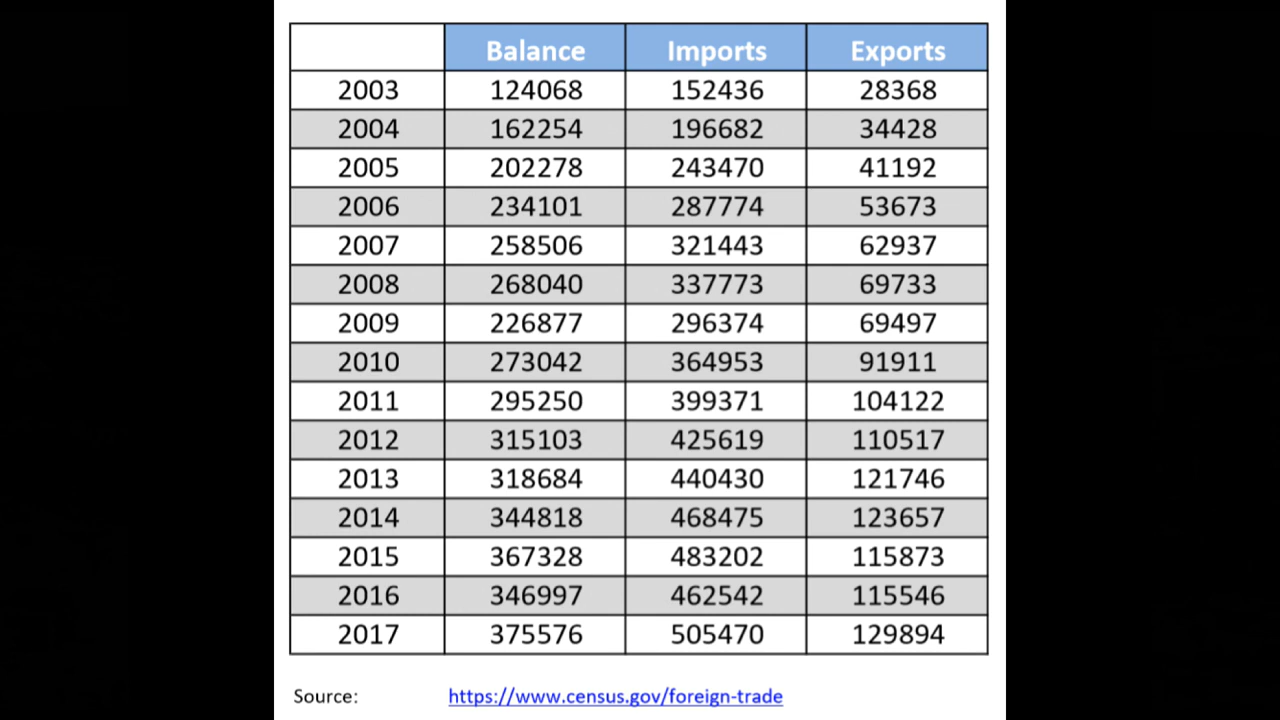 Balance Imports Exports
2003 124068 152436 28368
2004 162254 196682 34428
2005 202278 243470 41192
2006 234101 287774 53673
2007 258506 321443 62937
2008 268040 337773 69733
2009 226877 296374 69497
2010 273042 364953 91911
2011 295250 399371 104122
2012 315103 425619 110517
2013 318684 440430 121746
2014 344818 468475 123657
2015 367328 483202 115873
2016 346997 462542 115546
2017 375576 505470 129894
Source: https://www.census.gov/foreign-trade